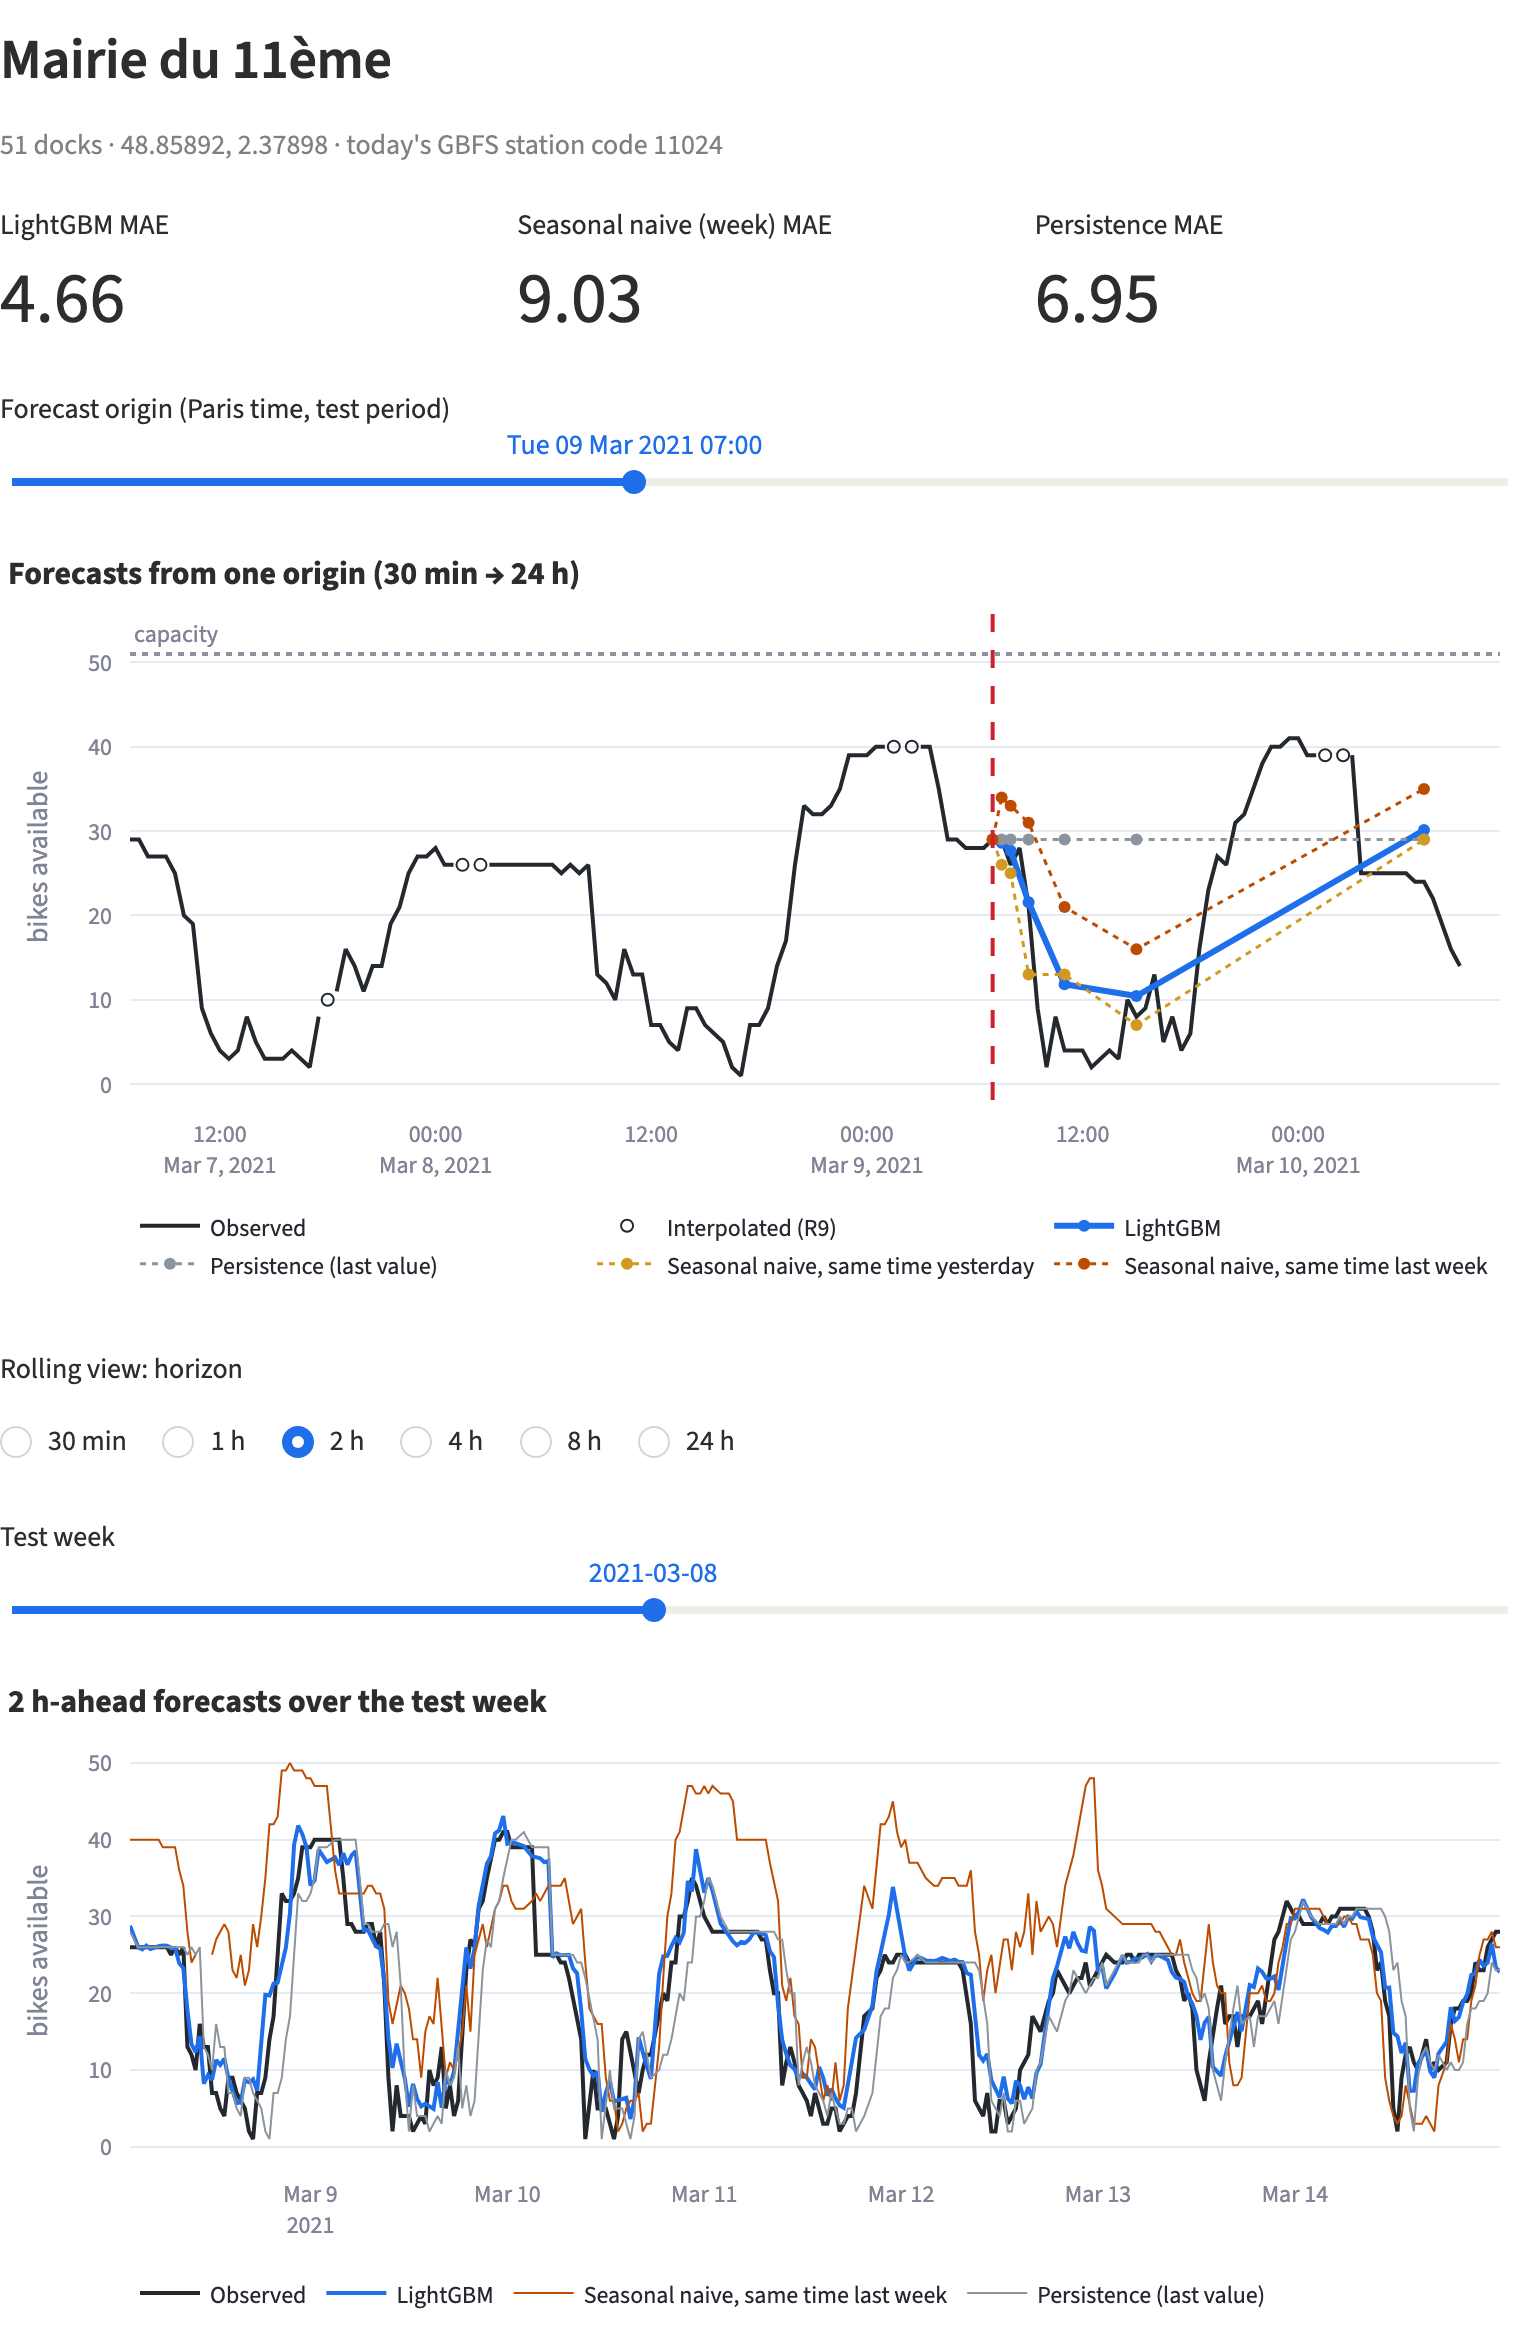 Mairie du 11ème
51 docks · 48.85892, 2.37898 · today's GBFS station code 11024
LightGBM MAE
Seasonal naive (week) MAE
Persistence MAE
4.66
9.03
6.95
Forecast origin (Paris time, test period)
Tue 09 Mar 2021 07:00
Forecasts from one origin (30 min → 24 h)
capacity
50
40
30
20
10
0
bikes available
12:00
Mar 7, 2021
00:00
Mar 8, 2021
12:00
00:00
Mar 9, 2021
12:00
00:00
Mar 10, 2021
Observed
Interpolated (R9)
LightGBM
Persistence (last value)
Seasonal naive, same time yesterday
Seasonal naive, same time last week
Rolling view: horizon
30 min
1 h
2 h
4 h
8 h
24 h
Test week
2021-03-08
2 h-ahead forecasts over the test week
50
40
30
20
10
0
bikes available
Mar 9
2021
Mar 10
Mar 11
Mar 12
Mar 13
Mar 14
Observed
LightGBM
Seasonal naive, same time last week
Persistence (last value)